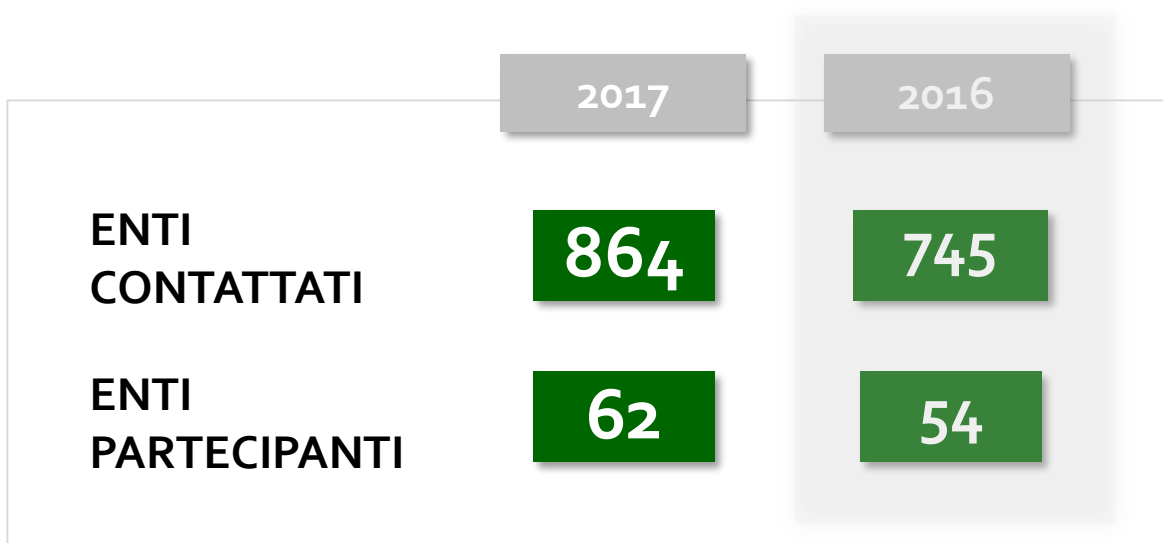 2017 2016
ENTI
CONTATTATI
864 745
ENTI
PARTECIPANTI
62 54